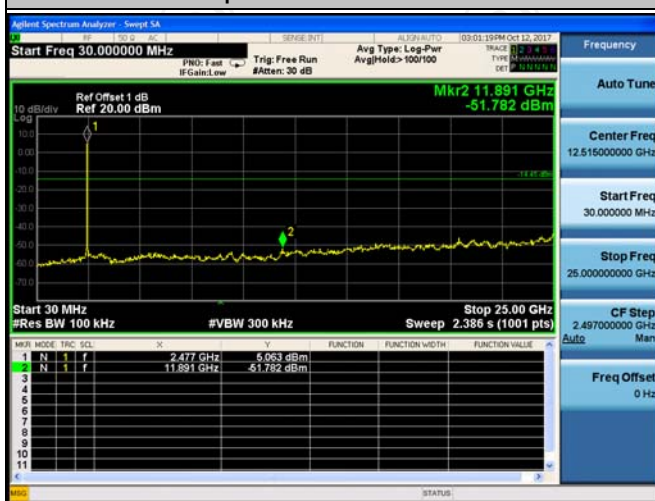 Agilent Spectrum Analyzer - Swept SA
RF 50 Ω AC SENSE:INT ALIGN AUTO 03:01:19 PM Oct 12, 2017
Start Freq 30.000000 MHz
PNO: Fast
IFGain:Low
Trig: Free Run
#Atten: 30 dB
Avg Type: Log-Pwr
Avg|Hold:> 100/100
TRACE 1 2 3 4 5 6
TYPE
DET P N N N N N
Mkr2 11.891 GHz
-51.782 dBm
Ref Offset 1 dB
10 dB/div Ref 20.00 dBm
Log
10.0
0.00
-10.0
-20.0
-30.0
-40.0
-50.0
-60.0
-70.0
1
2
Start 30 MHz Stop 25.00 GHz
#Res BW 100 kHz #VBW 300 kHz Sweep 2.386 s (1001 pts)
MKR MODE TRC SCL X Y FUNCTION FUNCTION WIDTH FUNCTION VALUE
1 N 1 f 2.477 GHz 5.063 dBm
2 N 1 f 11.891 GHz -51.782 dBm
3
4
5
6
7
8
9
10
11
MSG STATUS
Frequency
Auto Tune
Center Freq
12.515000000 GHz
Start Freq
30.000000 MHz
Stop Freq
25.000000000 GHz
CF Step
2.497000000 GHz
Auto Man
Freq Offset
0 Hz